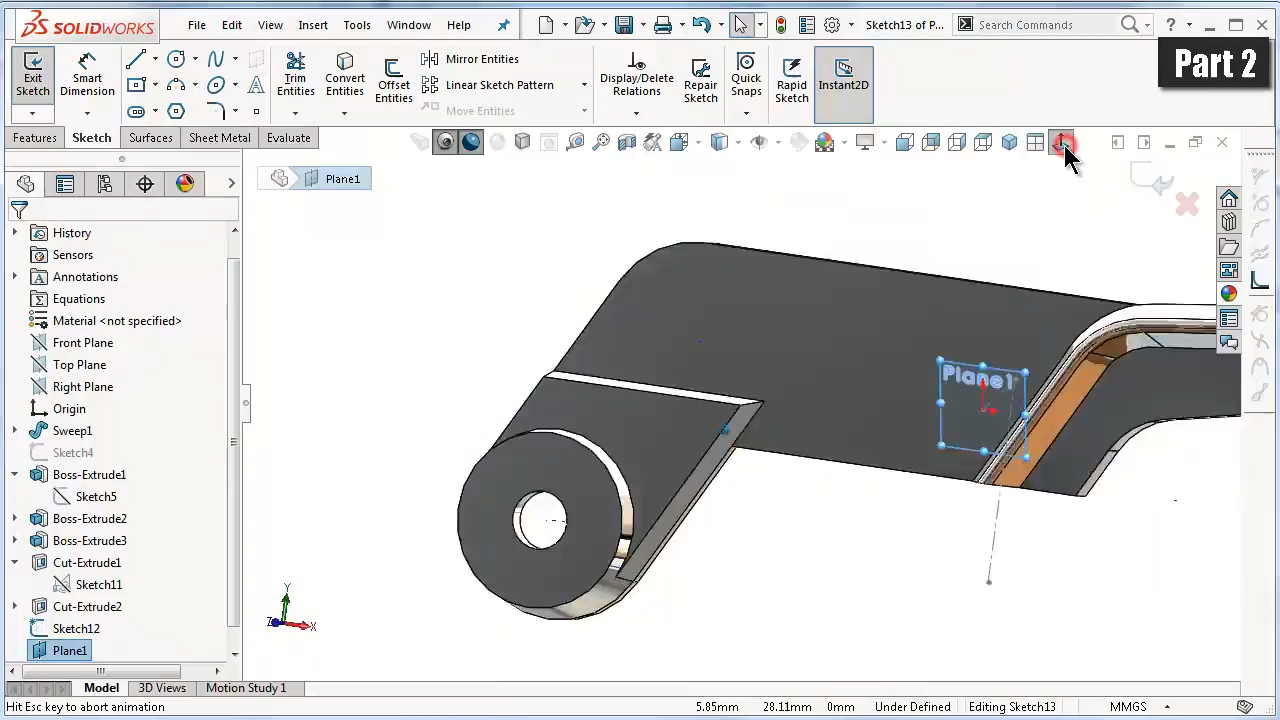 SOLIDWORKS
File Edit View Insert Tools Window Help
Sketch13 of P...
Search Commands
Part 2
Exit Sketch
Smart Dimension
Trim Entities
Convert Entities
Offset Entities
Mirror Entities
Linear Sketch Pattern
Move Entities
Display/Delete Relations
Repair Sketch
Quick Snaps
Rapid Sketch
Instant2D
Features Sketch Surfaces Sheet Metal Evaluate
Plane1
History
Sensors
Annotations
Equations
Material <not specified>
Front Plane
Top Plane
Right Plane
Origin
Sweep1
Sketch4
Boss-Extrude1
Sketch5
Boss-Extrude2
Boss-Extrude3
Cut-Extrude1
Sketch11
Cut-Extrude2
Sketch12
Plane1
Plane1
Y
Z
X
Model 3D Views Motion Study 1
Hit Esc key to abort animation
5.85mm 28.11mm 0mm Under Defined Editing Sketch13 MMGS